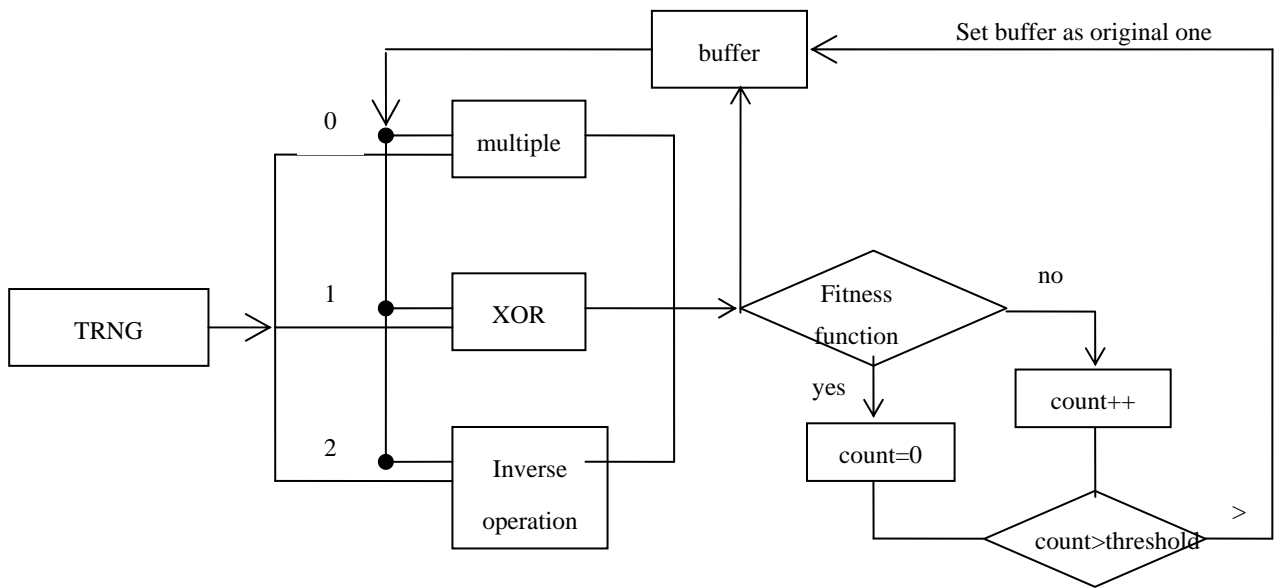 Set buffer as original one
buffer
0
multiple
1
XOR
TRNG
Fitness
function
no
yes
count++
count=0
2
Inverse
operation
>
count>threshold